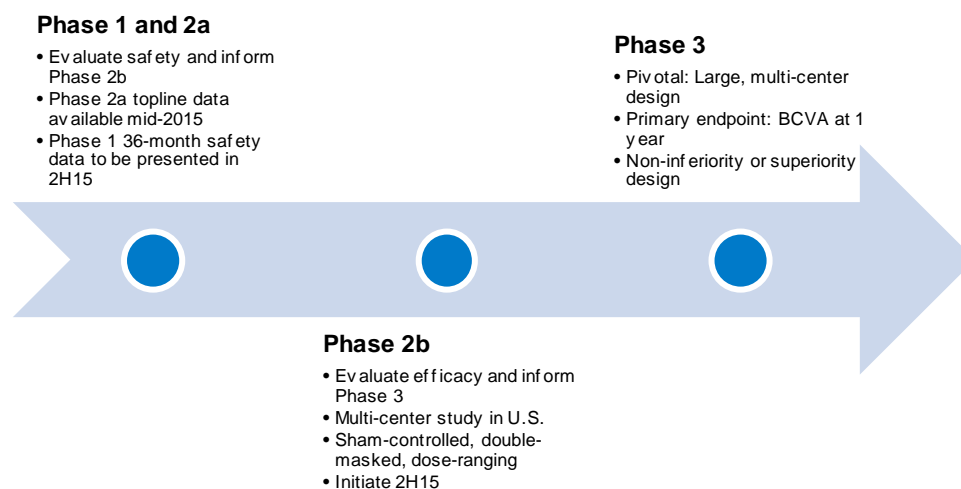 Phase 1 and 2a
• Evaluate safety and inform
Phase 2b
• Phase 2a topline data
available mid-2015
• Phase 1 36-month safety
data to be presented in
2H15
Phase 3
• Pivotal: Large, multi-center
design
• Primary endpoint: BCVA at 1
year
• Non-inferiority or superiority
design
Phase 2b
• Evaluate efficacy and inform
Phase 3
• Multi-center study in U.S.
• Sham-controlled, double-
masked, dose-ranging
• Initiate 2H15